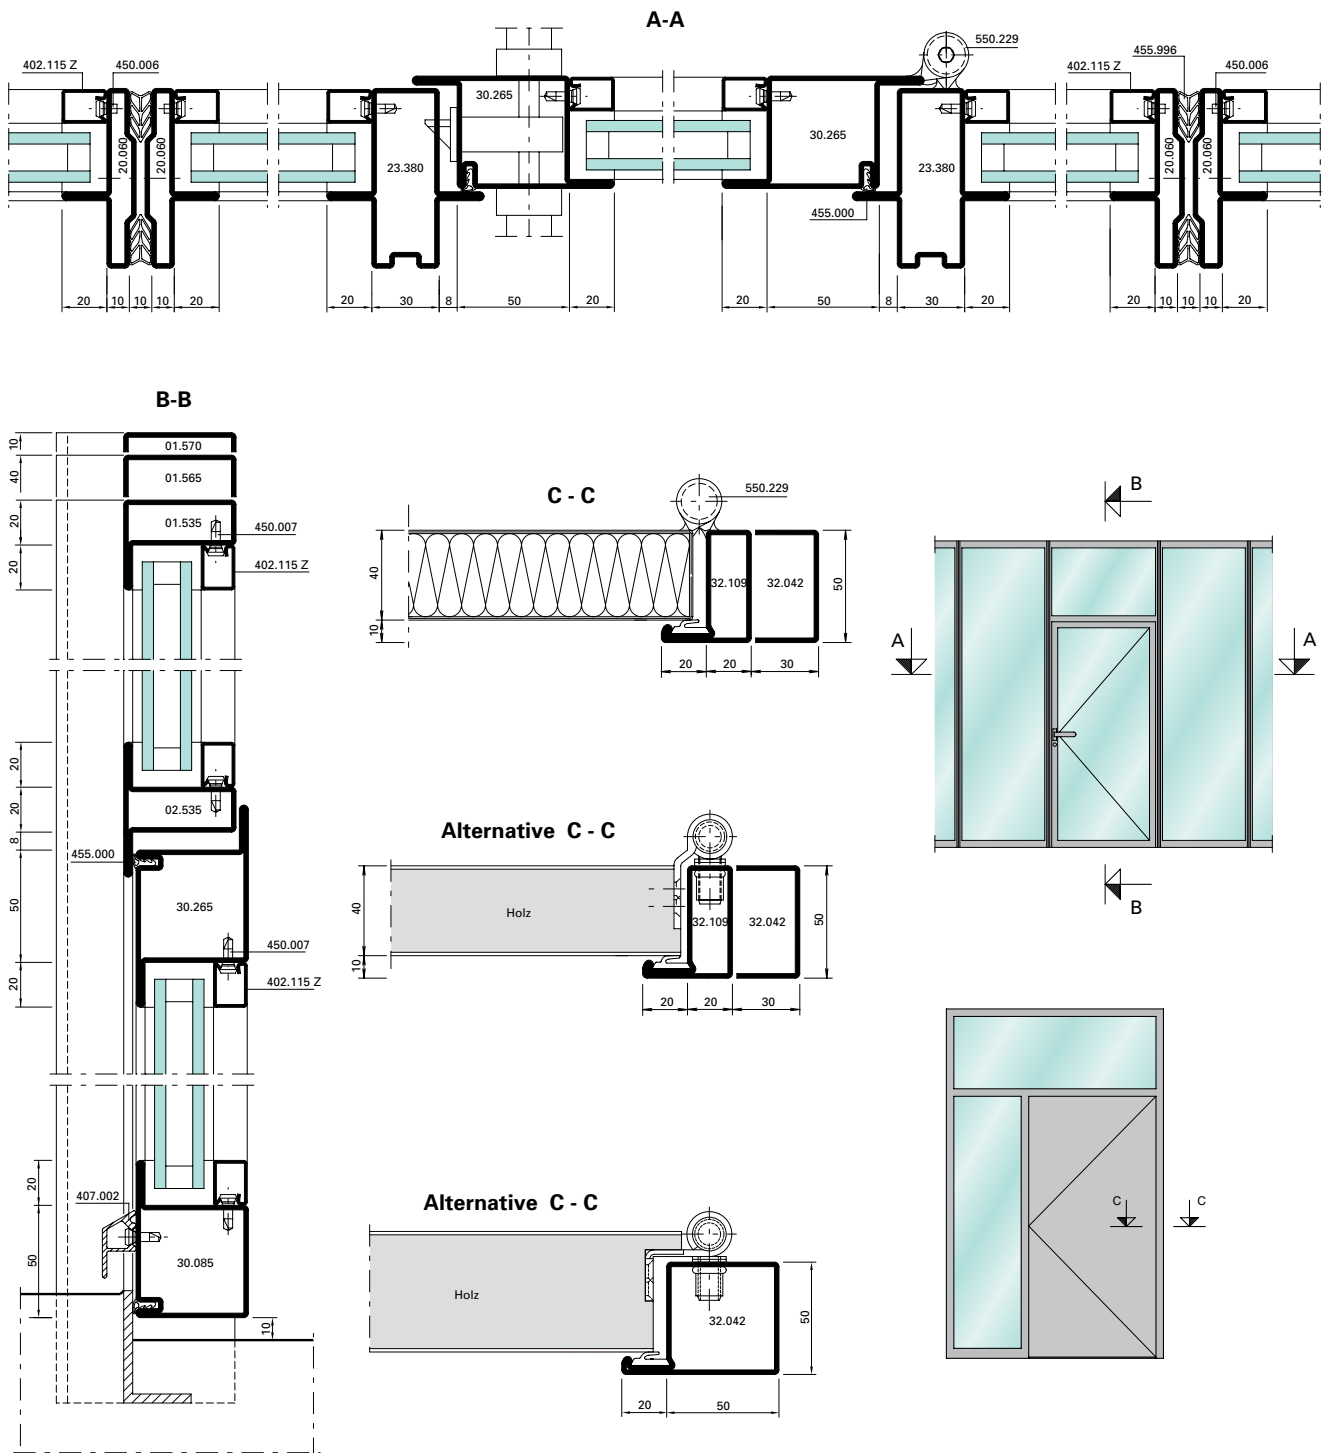 A-A
402.115 Z
450.006
30.265
550.229
455.996
402.115 Z
450.006
20.060
20.060
23.380
30.265
23.380
20.060
20.060
455.000
20 10 10 10 20
20 30 8 50 20
20 50 8 30 20
20 10 10 10 20
B-B
10
01.570
40
01.565
20
01.535
450.007
20
402.115 Z
20
20
02.535
8
455.000
50
30.265
450.007
20
402.115 Z
20
407.002
50
30.085
10
C - C
550.229
40
32.109
32.042
50
10
20 20 30
Alternative C - C
40
Holz
32.109
32.042
50
10
20 20 30
Alternative C - C
Holz
32.042
50
20 50
B
A
A
B
C
C